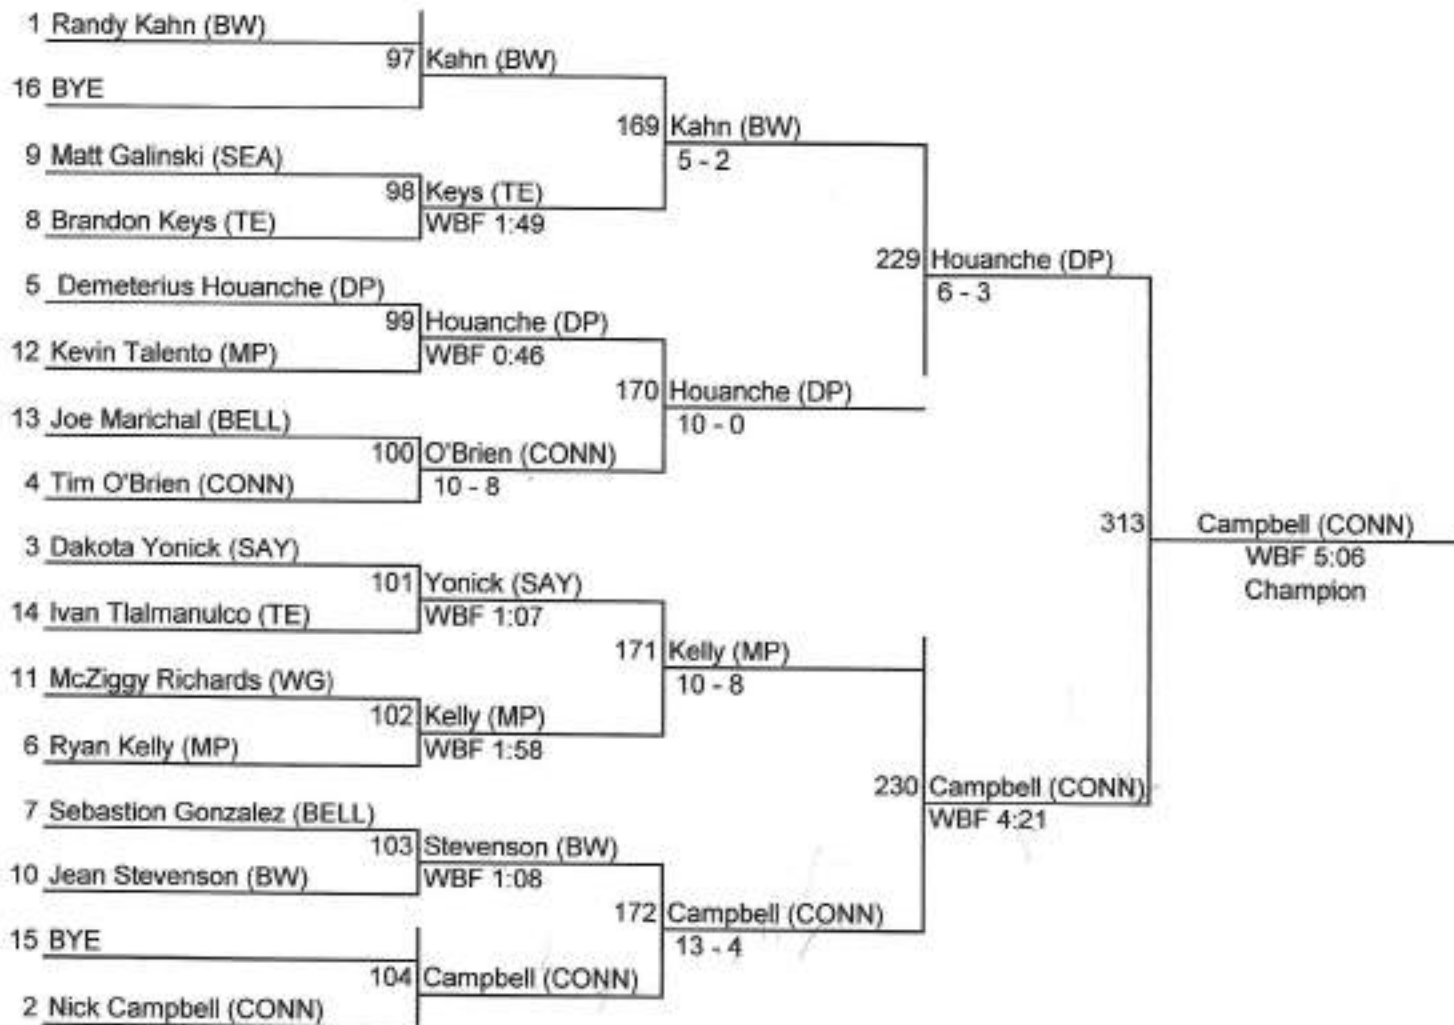 1 Randy Kahn (BW)
97 Kahn (BW)
16 BYE
169 Kahn (BW)
5 - 2
9 Matt Galinski (SEA)
98 Keys (TE)
8 Brandon Keys (TE)
WBF 1:49
229 Houanche (DP)
6 - 3
5 Demeterius Houanche (DP)
99 Houanche (DP)
12 Kevin Talento (MP)
WBF 0:46
170 Houanche (DP)
10 - 0
13 Joe Marichal (BELL)
100 O'Brien (CONN)
4 Tim O'Brien (CONN)
10 - 8
313 Campbell (CONN)
WBF 5:06
Champion
3 Dakota Yonick (SAY)
101 Yonick (SAY)
14 Ivan Tlalmanulco (TE)
WBF 1:07
171 Kelly (MP)
10 - 8
11 McZiggy Richards (WG)
102 Kelly (MP)
6 Ryan Kelly (MP)
WBF 1:58
230 Campbell (CONN)
WBF 4:21
7 Sebastion Gonzalez (BELL)
103 Stevenson (BW)
10 Jean Stevenson (BW)
WBF 1:08
172 Campbell (CONN)
13 - 4
15 BYE
104 Campbell (CONN)
2 Nick Campbell (CONN)